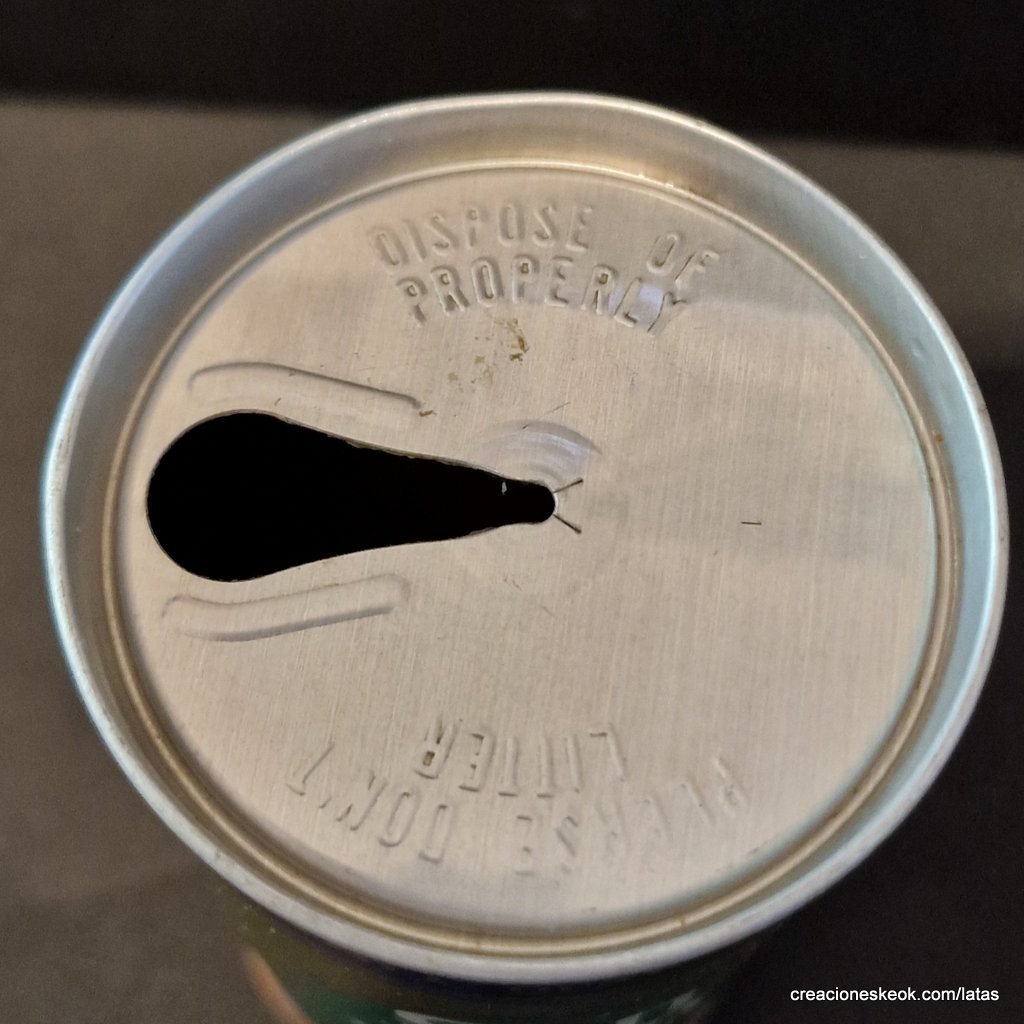 DISPOSE OF
PROPERLY
PLEASE DON'T
LITTER
creacioneskeok.com/latas